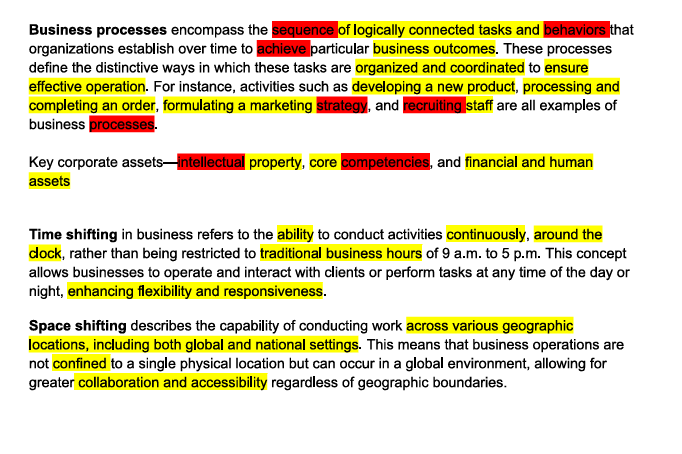 Business processes encompass the sequence of logically connected tasks and behaviors that
organizations establish over time to achieve particular business outcomes. These processes
define the distinctive ways in which these tasks are organized and coordinated to ensure
effective operation. For instance, activities such as developing a new product, processing and
completing an order, formulating a marketing strategy, and recruiting staff are all examples of
business processes.
Key corporate assets—intellectual property, core competencies, and financial and human
assets
Time shifting in business refers to the ability to conduct activities continuously, around the
clock, rather than being restricted to traditional business hours of 9 a.m. to 5 p.m. This concept
allows businesses to operate and interact with clients or perform tasks at any time of the day or
night, enhancing flexibility and responsiveness.
Space shifting describes the capability of conducting work across various geographic
locations, including both global and national settings. This means that business operations are
not confined to a single physical location but can occur in a global environment, allowing for
greater collaboration and accessibility regardless of geographic boundaries.